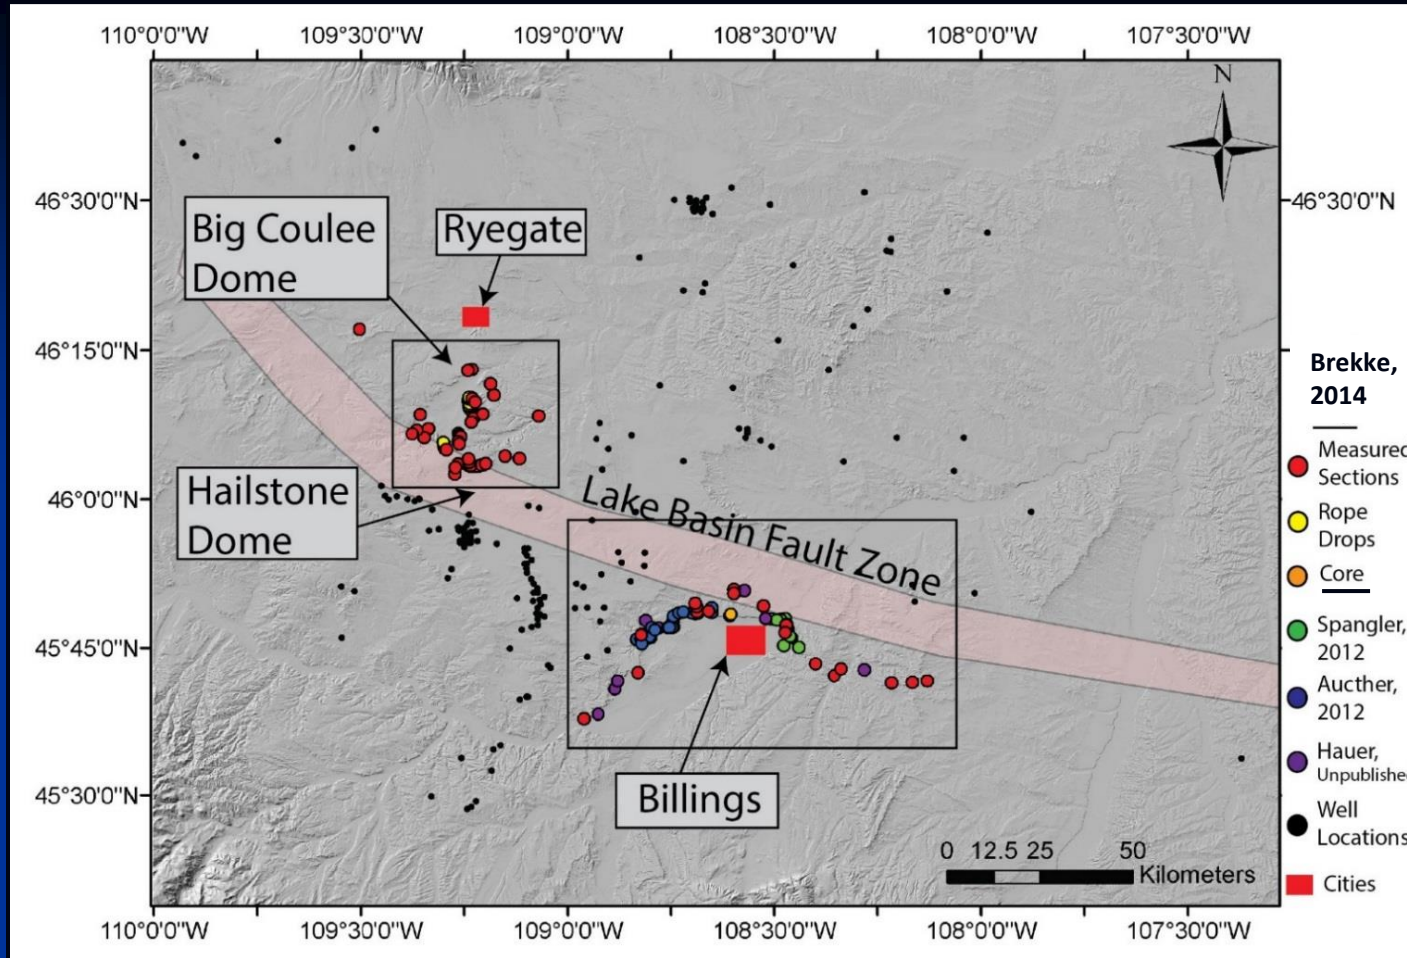 110°0'0"W 109°30'0"W 109°0'0"W 108°30'0"W 108°0'0"W 107°30'0"W
N
46°30'0"N 46°30'0"N
Big Coulee
Dome
Ryegate
46°15'0"N
Brekke,
2014
Measured
Sections
Rope
Drops
Core
Spangler,
2012
Aucther,
2012
Hauer,
Unpublished
Well
Locations
Cities
Hailstone
Dome
46°0'0"N
Lake Basin Fault Zone
45°45'0"N
45°30'0"N
Billings
0 12.5 25 50
Kilometers
110°0'0"W 109°30'0"W 109°0'0"W 108°30'0"W 108°0'0"W 107°30'0"W